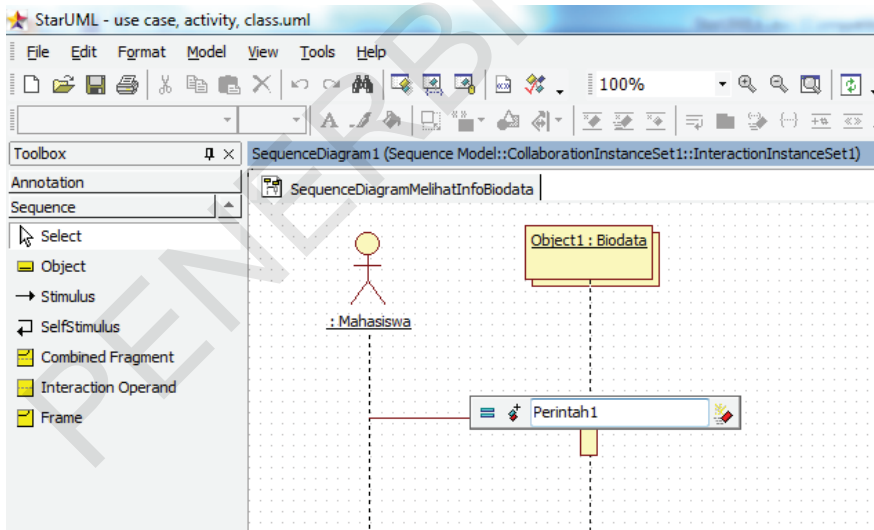 StarUML - use case, activity, class.uml
File Edit Format Model View Tools Help
100%
Toolbox
SequenceDiagram1 (Sequence Model::CollaborationInstanceSet1::InteractionInstanceSet1)
Annotation
SequenceDiagramMelihatInfoBiodata
Sequence
Select
Object
Stimulus
SelfStimulus
Combined Fragment
Interaction Operand
Frame
Object1 : Biodata
: Mahasiswa
Perintah1
PENERBI